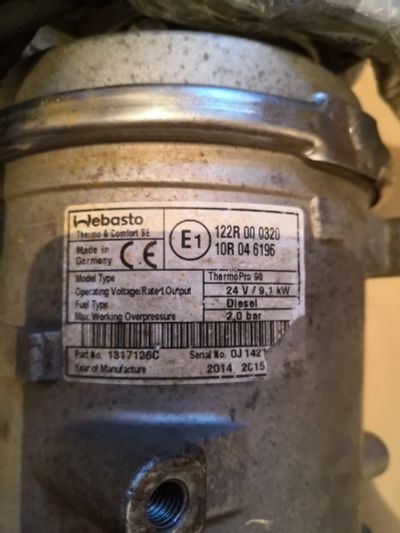 Webasto
Thermo & Comfort SE
Made in
Germany
CE
E1
122R 00 0320
10R 04 6196
Model Type ThermoPro 90
Operating Voltage/Rated Output 24 V / 9,1 kW
Fuel Type Diesel
Max. Working Overpressure 2,0 bar
Part No. 1317126C Serial No. 0J1421
Year of Manufacture 2014 2015